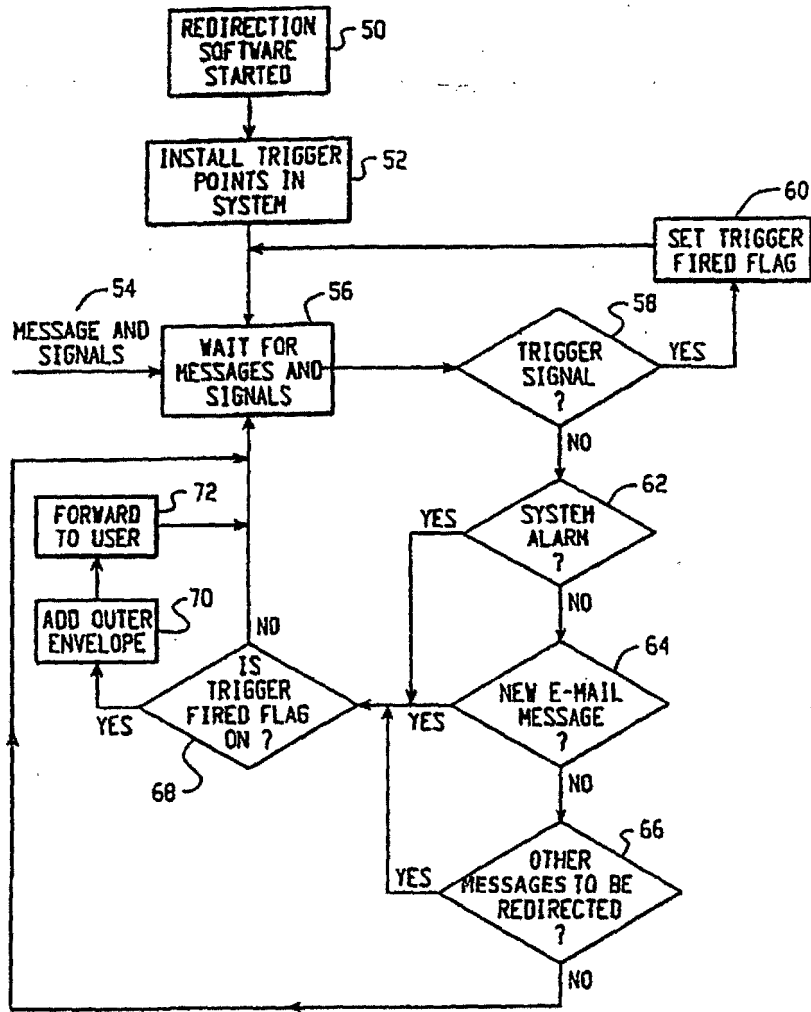 REDIRECTION
SOFTWARE
STARTED
50
INSTALL TRIGGER
POINTS IN
SYSTEM
52
60
SET TRIGGER
FIRED FLAG
54
MESSAGE AND
SIGNALS
56
WAIT FOR
MESSAGES AND
SIGNALS
58
TRIGGER
SIGNAL
?
YES
NO
62
SYSTEM
ALARM
?
YES
NO
72
FORWARD
TO USER
70
ADD OUTER
ENVELOPE
NO
IS
TRIGGER
FIRED FLAG
ON ?
YES
68
64
NEW E-MAIL
MESSAGE
?
YES
NO
66
OTHER
MESSAGES TO BE
REDIRECTED
?
YES
NO